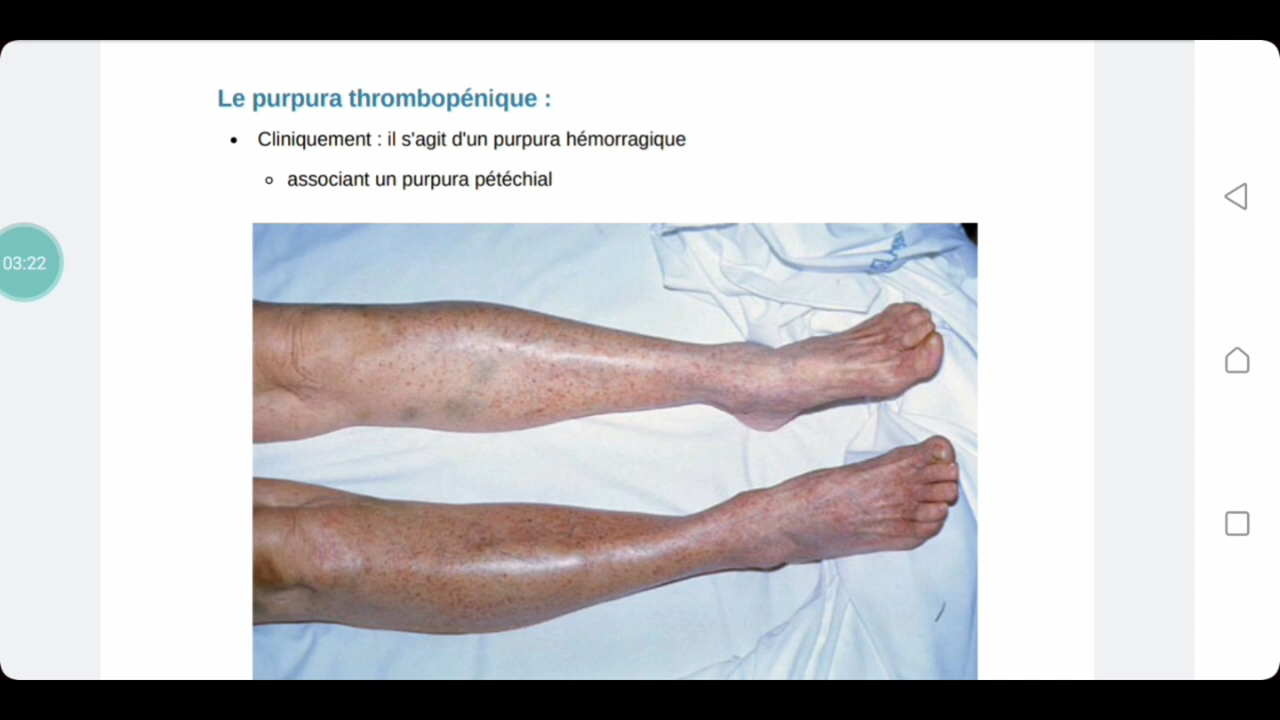 Le purpura thrombopénique :
Cliniquement : il s'agit d'un purpura hémorragique
associant un purpura pétéchial
03:22